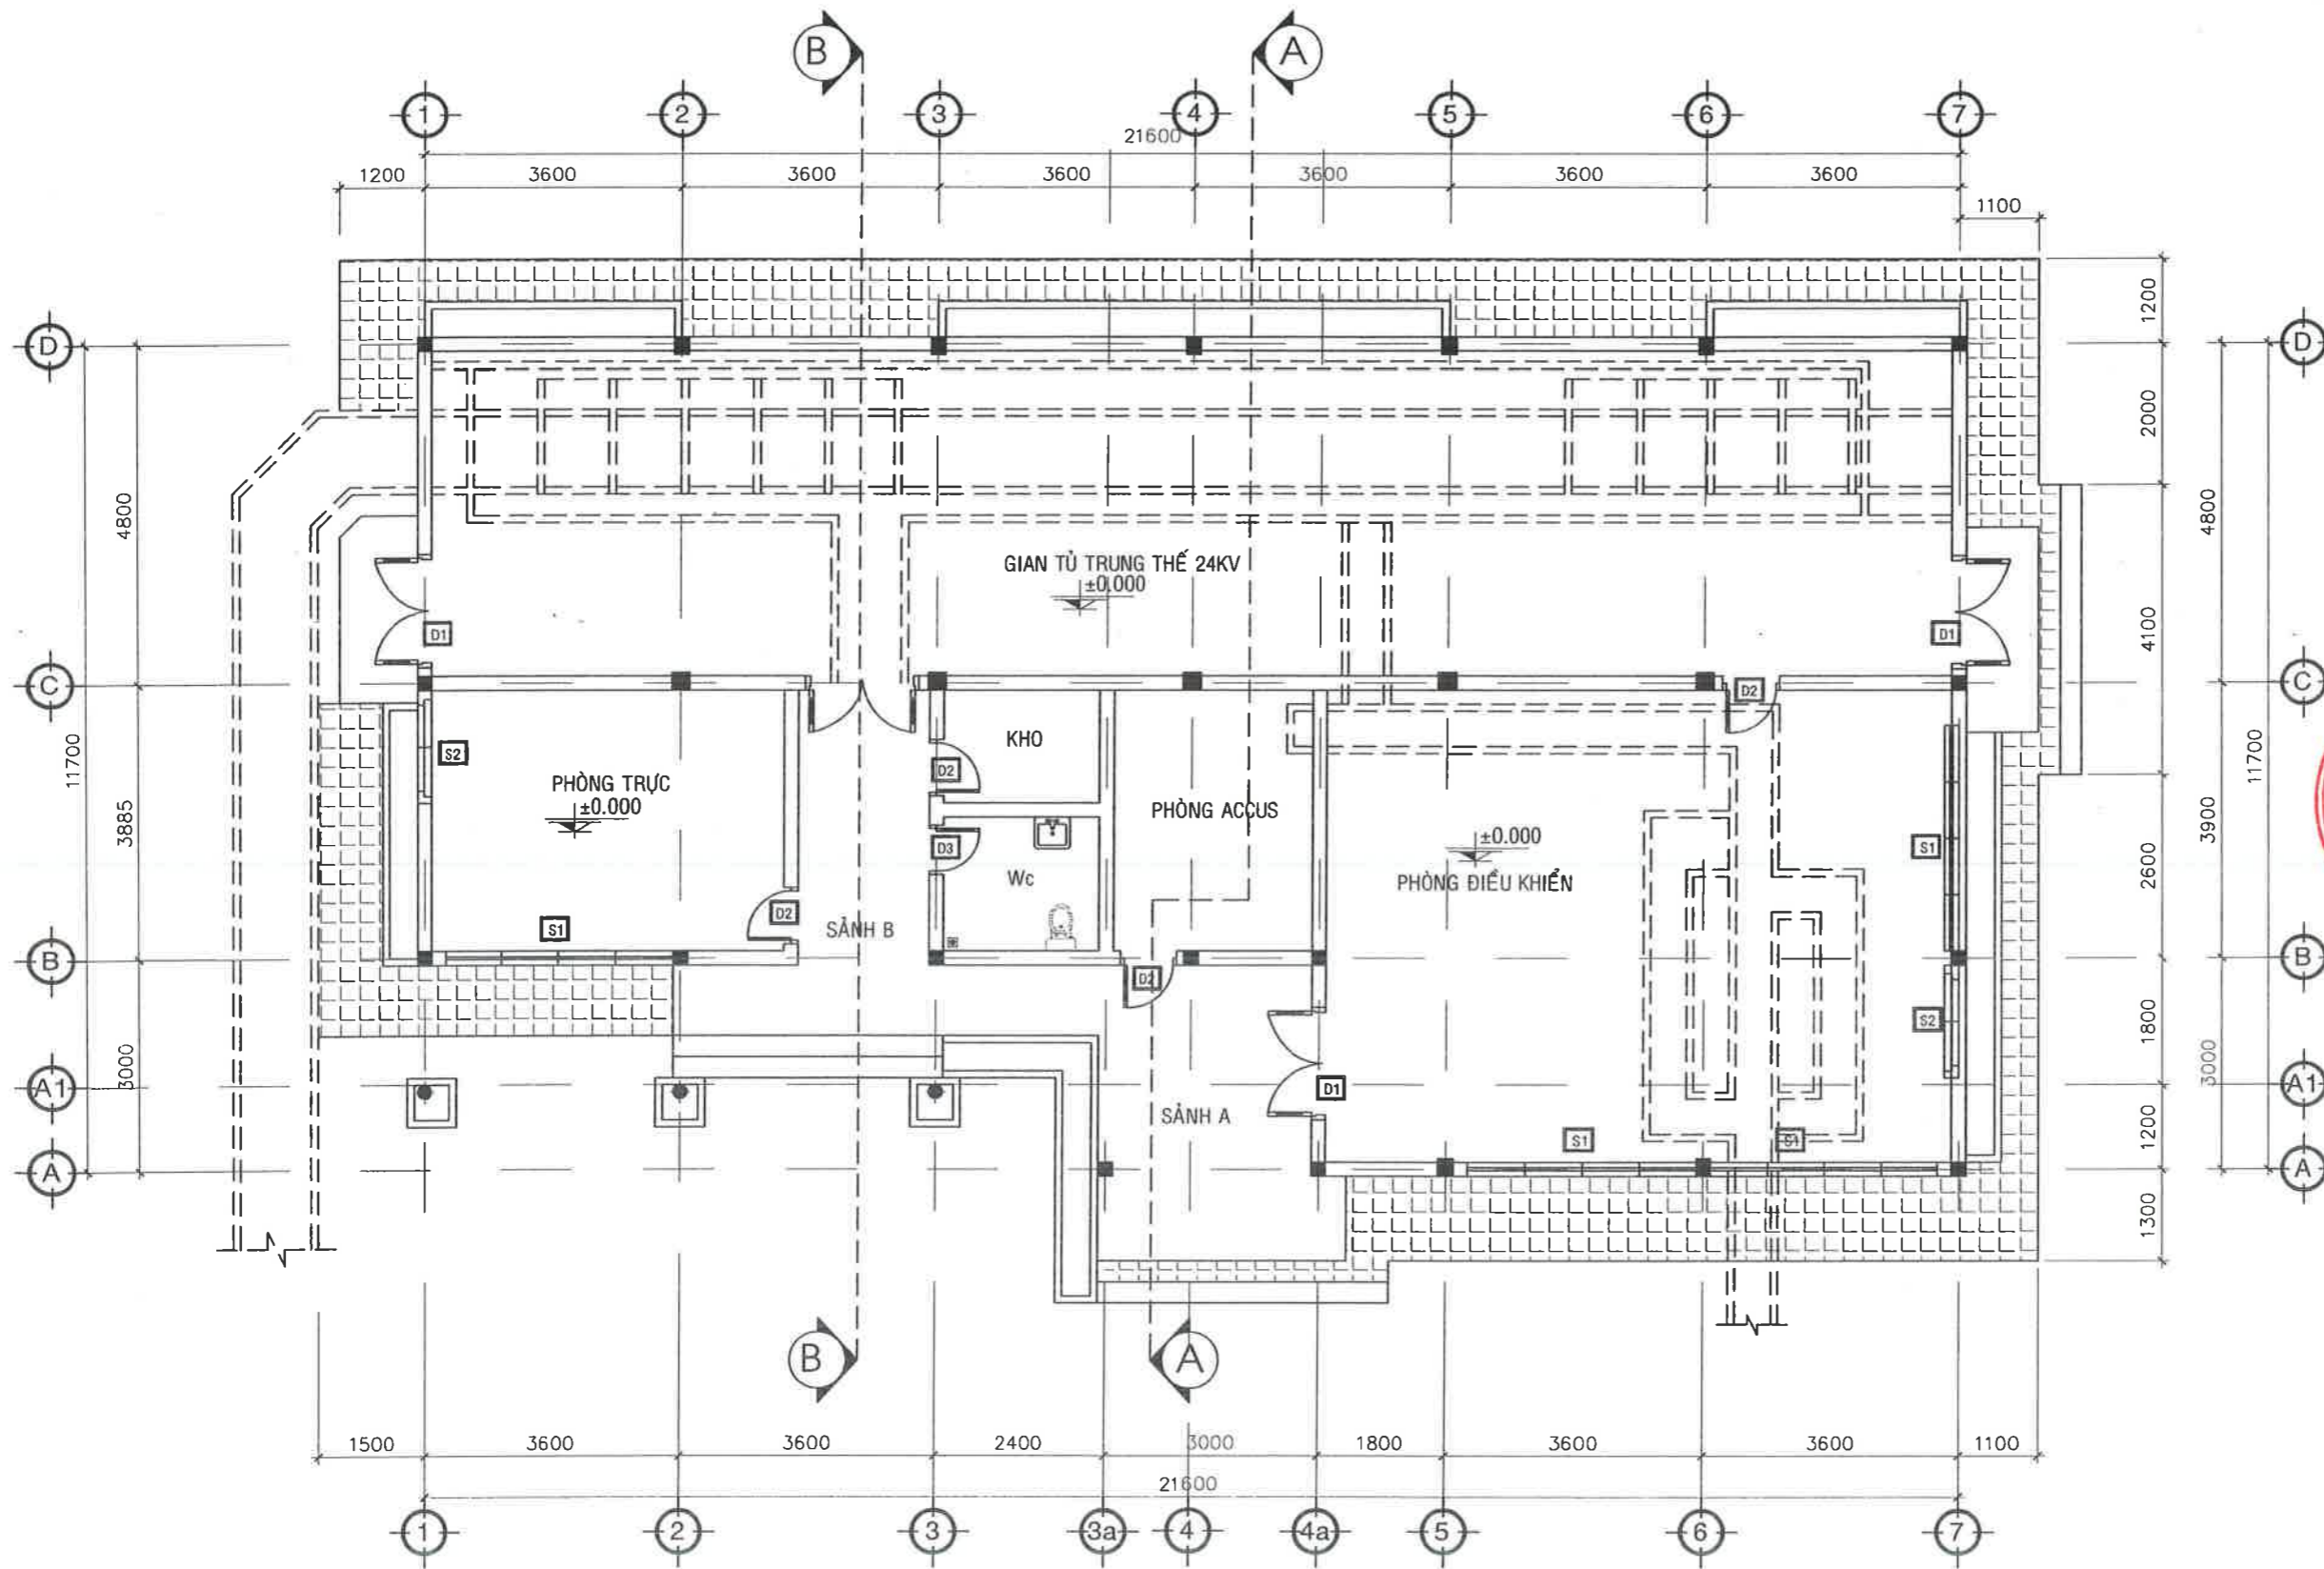 B A
1 2 3 4 5 6 7
21600
1200 3600 3600 3600 3600 3600 3600
1100
1200
D D
2000
4800 4800
GIAN TỦ TRUNG THẾ 24KV
±0.000
4100
D1 D1
C C
D2
KHO
S2
11700 11700
D2
PHÒNG TRỰC
±0.000
PHÒNG ACCUS
3885 3900
±0.000
D3 S1
Wc
PHÒNG ĐIỀU KHIỂN
2600
D2
S1
SẢNH B
B B
D2
S2
1800
3000 3000
A1 A1
D1
SẢNH A
S1 S1
1200
A A
1300
B A
1500 3600 3600 2400 3000 1800 3600 3600 1100
21600
1 2 3 3a 4 4a 5 6 7